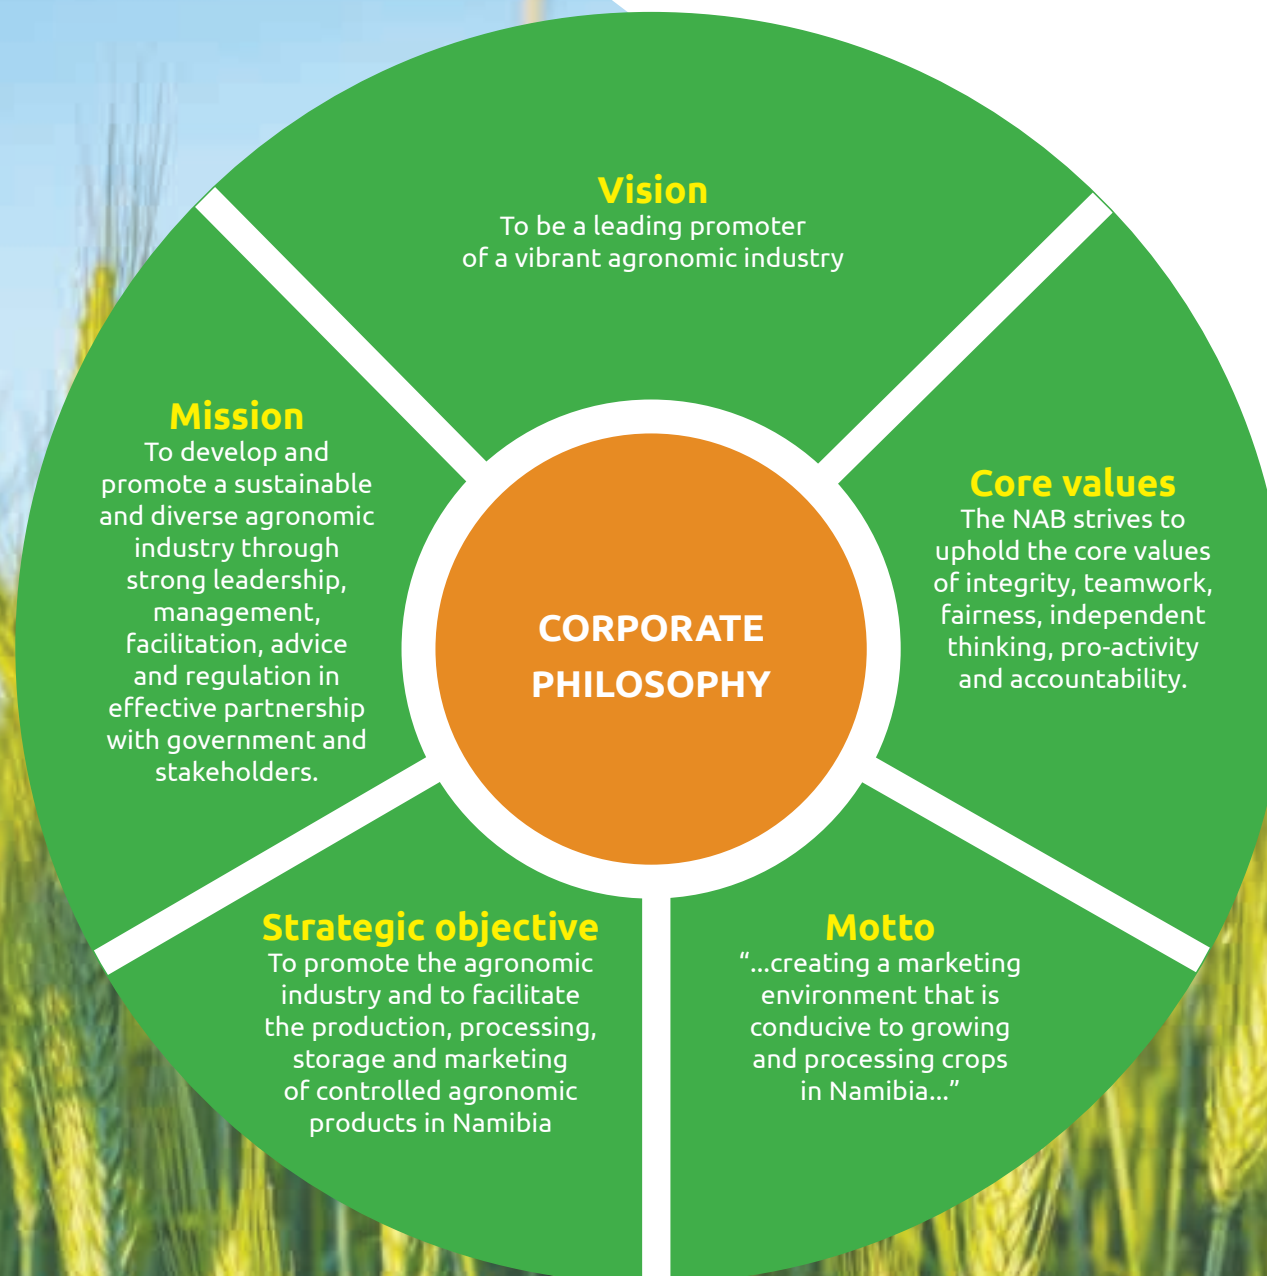 Vision
To be a leading promoter
of a vibrant agronomic industry
Mission
To develop and
promote a sustainable
and diverse agronomic
industry through
strong leadership,
management,
facilitation, advice
and regulation in
effective partnership
with government and
stakeholders.
CORPORATE
PHILOSOPHY
Core values
The NAB strives to
uphold the core values
of integrity, teamwork,
fairness, independent
thinking, pro-activity
and accountability.
Strategic objective
To promote the agronomic
industry and to facilitate
the production, processing,
storage and marketing
of controlled agronomic
products in Namibia
Motto
“...creating a marketing
environment that is
conducive to growing
and processing crops
in Namibia...”